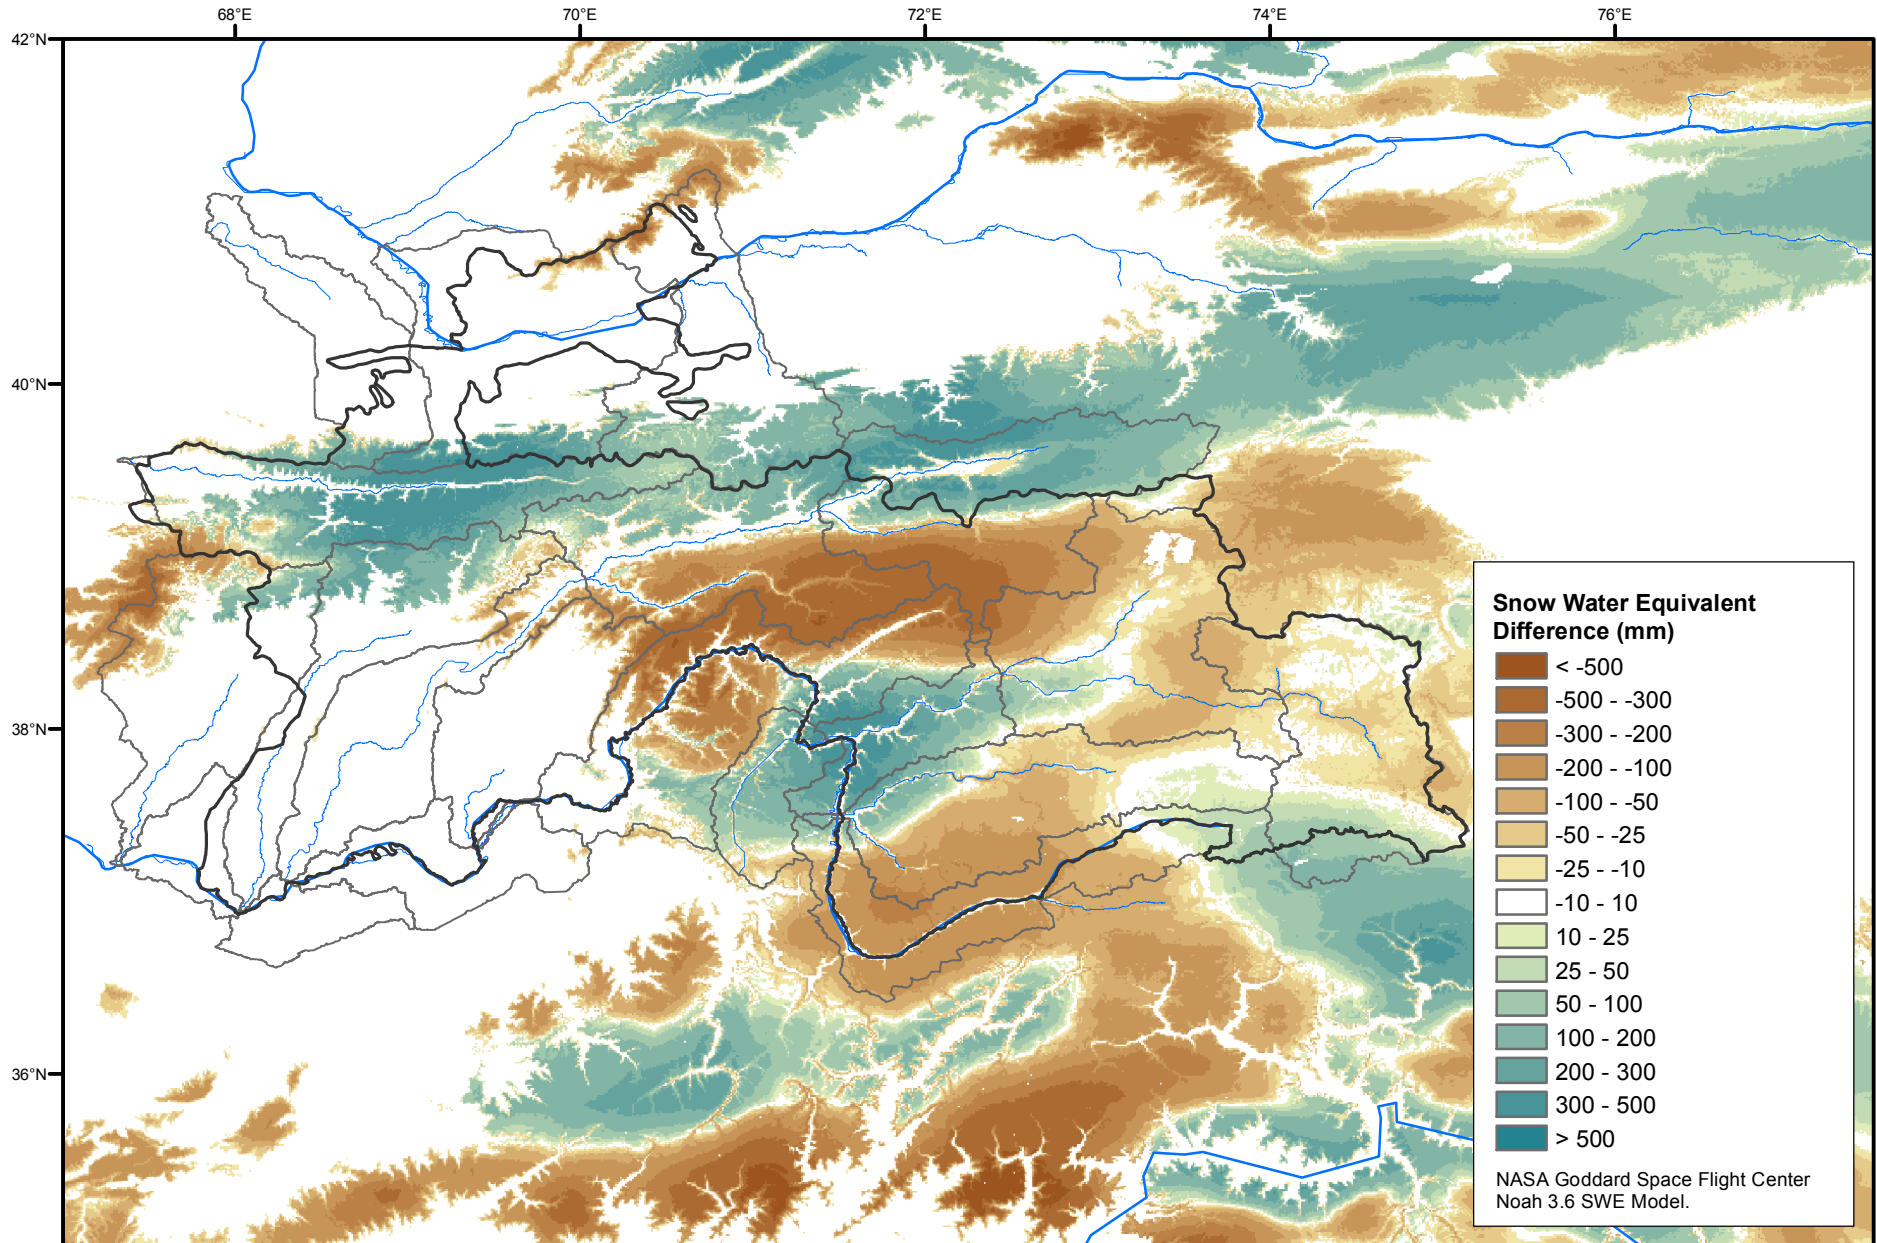 68°E
70°E
72°E
74°E
76°E
42°N
40°N
38°N
36°N
Snow Water Equivalent
Difference (mm)
< -500
-500 - -300
-300 - -200
-200 - -100
-100 - -50
-50 - -25
-25 - -10
-10 - 10
10 - 25
25 - 50
50 - 100
100 - 200
200 - 300
300 - 500
> 500
NASA Goddard Space Flight Center
Noah 3.6 SWE Model.